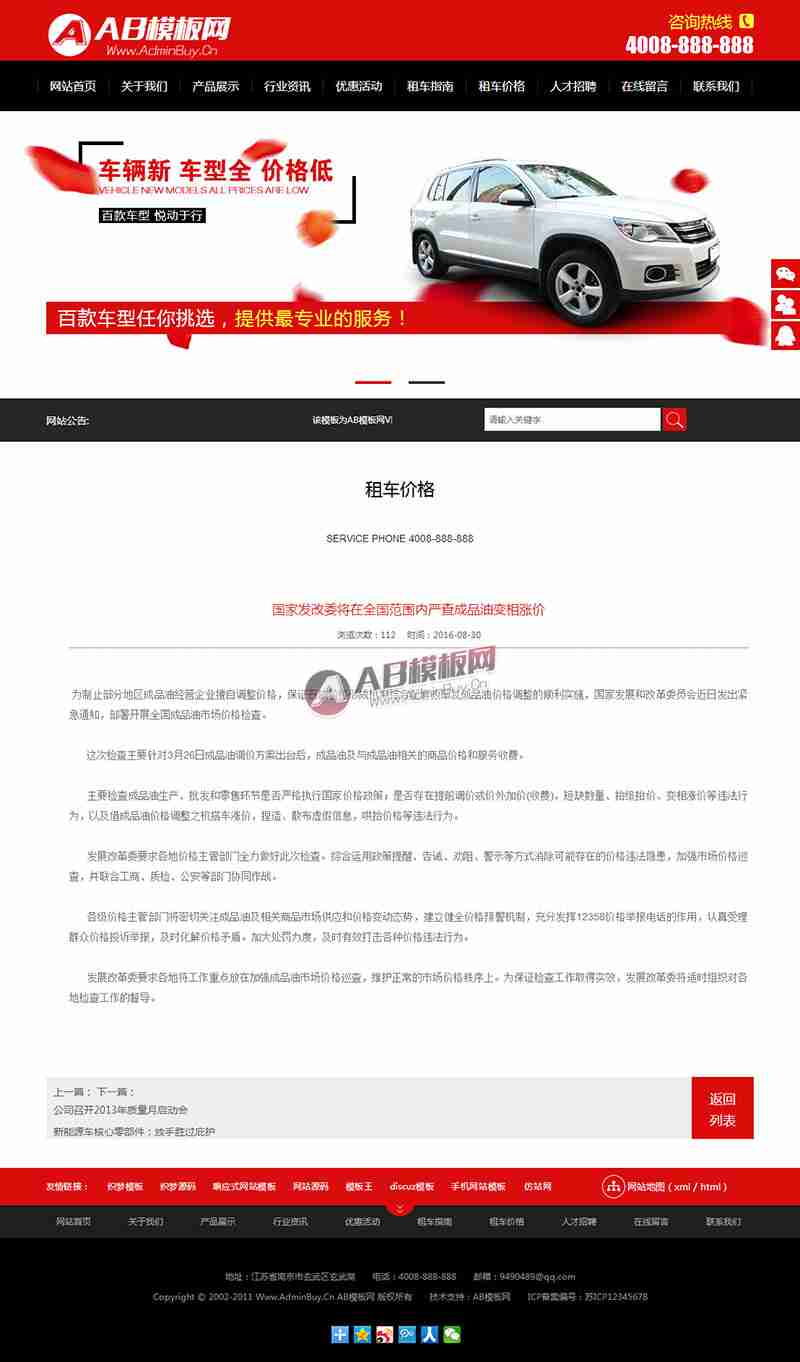 AB模板网
Www.AdminBuy.Cn
咨询热线
4008-888-888
网站首页 关于我们 产品展示 行业资讯 优惠活动 租车指南 租车价格 人才招聘 在线留言 联系我们
车辆新 车型全 价格低
VEHICLE NEW MODELS ALL PRICES ARE LOW
百款车型 悦动于行
百款车型任你挑选，提供最专业的服务！
网站公告:
该模板为AB模板网VI
请输入关键字
租车价格
SERVICE PHONE 4008-888-888
国家发改委将在全国范围内严查成品油变相涨价
浏览次数：112 时间：2016-08-30
AB模板网
Www.AdminBuy.Cn
为制止部分地区成品油经营企业擅自调整价格，保证 成品油价格调整的顺利实施，国家发展和改革委员会近日发出紧
急通知，部署开展全国成品油市场价格检查。
这次检查主要针对3月26日成品油调价方案出台后，成品油及与成品油相关的商品价格和服务收费。
主要检查成品油生产、批发和零售环节是否严格执行国家价格政策；是否存在提前调价或价外加价(收费)，短缺数量、抬级抬价、变相涨价等违法行
为，以及借成品油价格调整之机搭车涨价，捏造、散布虚假信息，哄抬价格等违法行为。
发展改革委要求各地价格主管部门全力做好此次检查。综合运用政策提醒、告诫、劝阻、警示等方式消除可能存在的价格违法隐患，加强市场价格巡
查，并联合工商、质检、公安等部门协同作战。
各级价格主管部门将密切关注成品油及相关商品市场供应和价格变动态势，建立健全价格预警机制，充分发挥12358价格举报电话的作用，认真受理
群众价格投诉举报，及时化解价格矛盾。加大处罚力度，及时有效打击各种价格违法行为。
发展改革委要求各地将工作重点放在加强成品油市场价格巡查，维护正常的市场价格秩序上。为保证检查工作取得实效，发展改革委将适时组织对各
地检查工作的督导。
上一篇： 下一篇：
公司召开2013年质量月启动会
新能源车核心零部件：放手胜过庇护
返回
列表
友情链接： 织梦模板 织梦源码 响应式网站模板 网站源码 模板王 discuz模板 手机网站模板 仿站网 网站地图 ( xml / html )
网站首页 关于我们 产品展示 行业资讯 优惠活动 租车指南 租车价格 人才招聘 在线留言 联系我们
地址：江苏省南京市玄武区玄武湖 电话：4008-888-888 邮箱：9490489@qq.com
Copyright © 2002-2011 Www.AdminBuy.Cn AB模板网 版权所有 技术支持：AB模板网 ICP备案编号：苏ICP12345678